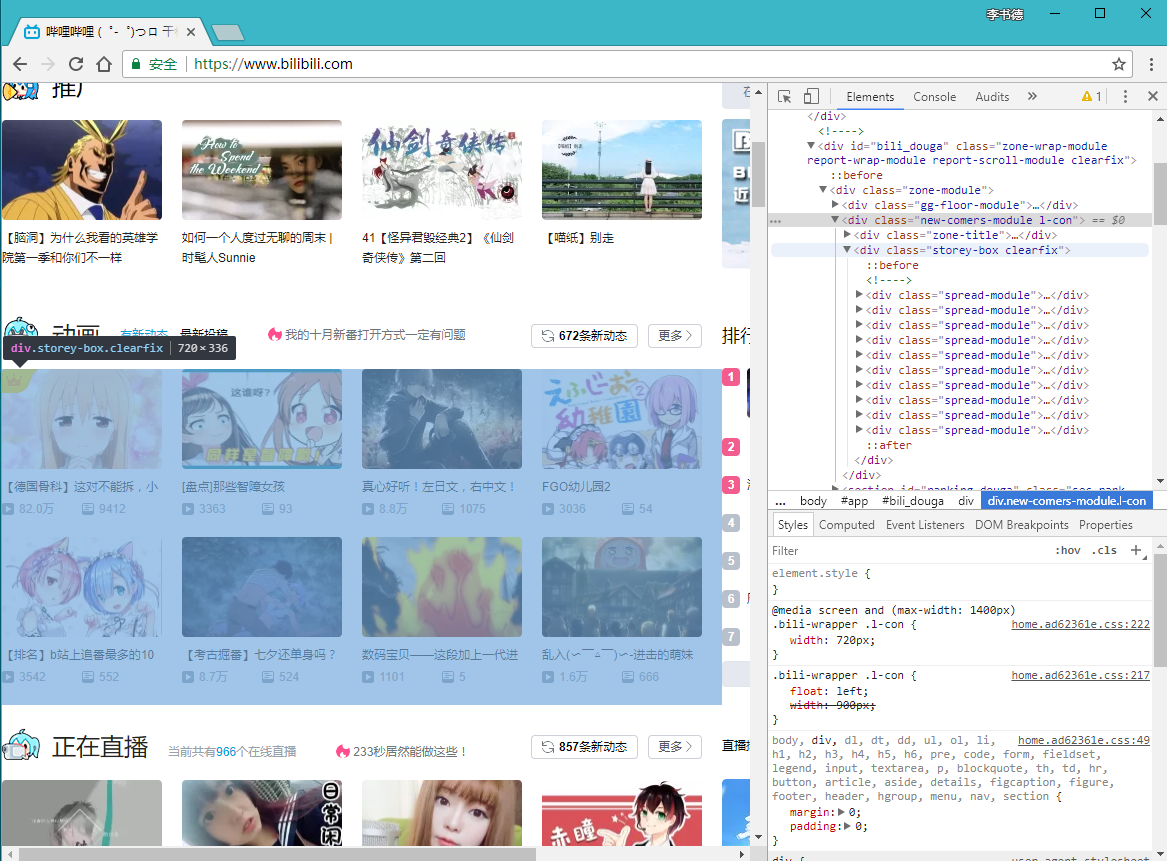 李书德
哔哩哔哩 ( ゜- ゜)つロ 干
安全
https://www.bilibili.com
推广
How To
Spend
the Weekend
仙剑奇侠传
【脑洞】为什么我看的英雄学
院第一季和你们不一样
如何一个人度过无聊的周末 |
时髦人Sunnie
41【怪异君毁经典2】《仙剑
奇侠传》第二回
【喵纸】别走
动画
有新动态
最新投稿
我的十月新番打开方式一定有问题
672条新动态
更多
排行
div.storey-box.clearfix
720 × 336
这谁呀?
同样是智障
えふじーおー
2
幼稚園
【德国骨科】这对不能拆，小
82.0万
9412
[盘点]那些智障女孩
3363
93
真心好听！左日文，右中文！
8.8万
1075
FGO幼儿园2
3036
54
【排名】b站上追番最多的10
3542
552
【考古掘番】七夕还单身吗？
8.7万
524
数码宝贝——这段加上一代进
1101
5
乱入(⌣¯△¯)⌣-进击的萌妹
1.6万
666
1
2
3
4
5
6
7
正在直播
当前共有966个在线直播
233秒居然能做这些！
857条新动态
更多
直播排
日常闲
赤瞳
Elements
Console
Audits
»
1
</div>
<!---->
<div id="bili_douga" class="zone-wrap-module
report-wrap-module report-scroll-module clearfix">
::before
<div class="zone-module">
<div class="gg-floor-module">…</div>
<div class="new-comers-module l-con"> == $0
<div class="zone-title">…</div>
<div class="storey-box clearfix">
::before
<!---->
<div class="spread-module">…</div>
<div class="spread-module">…</div>
<div class="spread-module">…</div>
<div class="spread-module">…</div>
<div class="spread-module">…</div>
<div class="spread-module">…</div>
<div class="spread-module">…</div>
<div class="spread-module">…</div>
<div class="spread-module">…</div>
<div class="spread-module">…</div>
::after
</div>
</div>
<section id="ranking_douga" class="sec-rank
... body #app #bili_douga div div.new-comers-module.l-con
Styles Computed Event Listeners DOM Breakpoints Properties
Filter :hov .cls +
element.style {
}
@media screen and (max-width: 1400px)
.bili-wrapper .l-con { home.ad62361e.css:222
width: 720px;
}
.bili-wrapper .l-con { home.ad62361e.css:217
float: left;
width: 900px;
}
body, div, dl, dt, dd, ul, ol, li, home.ad62361e.css:49
h1, h2, h3, h4, h5, h6, pre, code, form, fieldset,
legend, input, textarea, p, blockquote, th, td, hr,
button, article, aside, details, figcaption, figure,
footer, header, hgroup, menu, nav, section {
margin: 0;
padding: 0;
}
div { user agent stylesheet